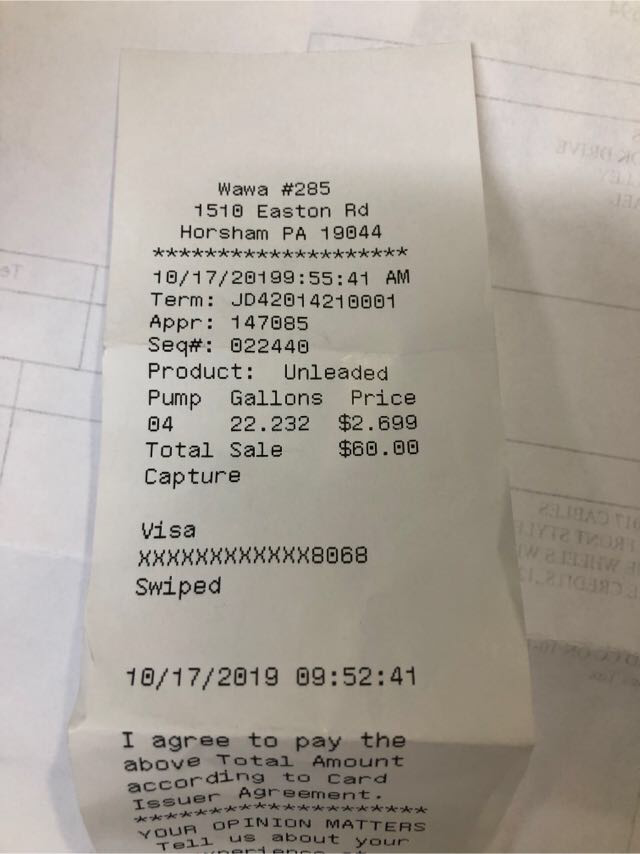 Wawa #285
1510 Easton Rd
Horsham PA 19044
********************
10/17/20199:55:41 AM
Term: JD42014210001
Appr: 147085
Seq#: 022440
Product: Unleaded
Pump Gallons Price
04 22.232 $2.699
Total Sale $60.00
Capture
Visa
XXXXXXXXXXXX8068
Swiped
10/17/2019 09:52:41
I agree to pay the
above Total Amount
according to Card
Issuer Agreement.
********************
YOUR OPINION MATTERS
Tell us about your